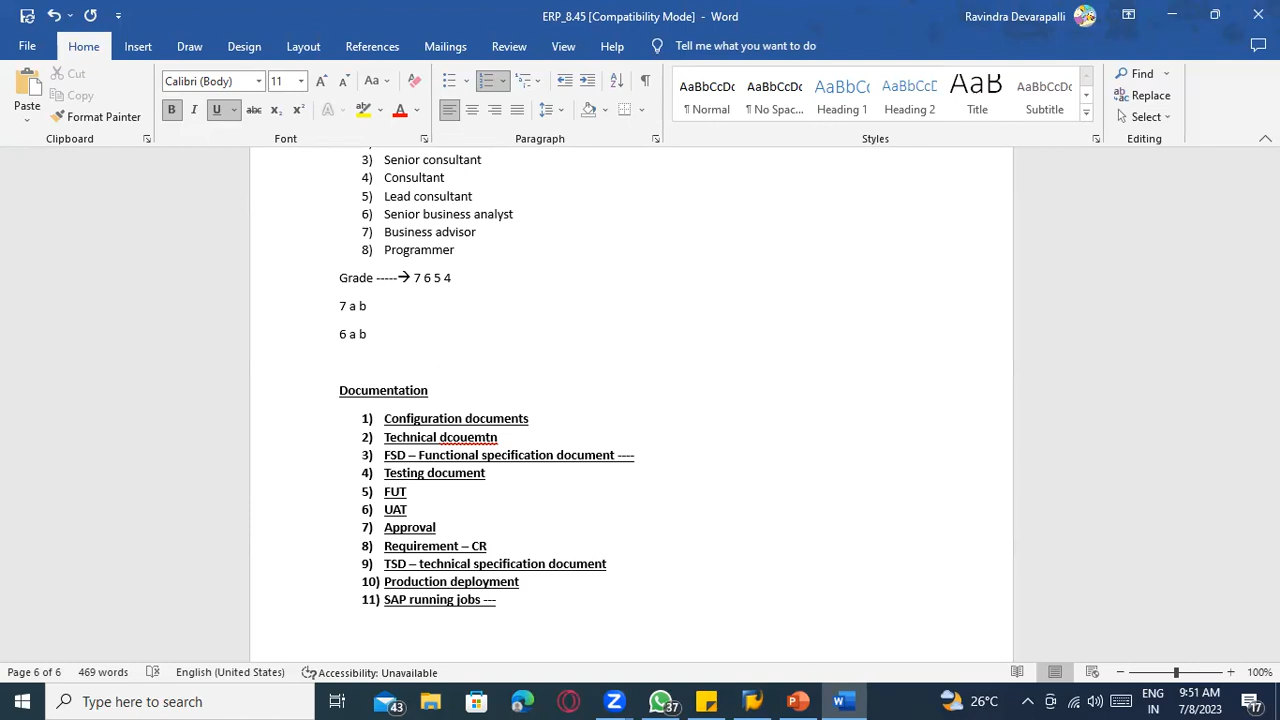 ERP_8.45 [Compatibility Mode] - Word
Ravindra Devarapalli
File Home Insert Draw Design Layout References Mailings Review View Help Tell me what you want to do
Paste
Cut
Copy
Format Painter
Clipboard
Calibri (Body) 11
Font
Paragraph
AaBbCcDc AaBbCcDc AaBbCc AaBbCcD AaB AaBbCcD
¶ Normal ¶ No Spac... Heading 1 Heading 2 Title Subtitle
Styles
Find
Replace
Select
Editing
3) Senior consultant
4) Consultant
5) Lead consultant
6) Senior business analyst
7) Business advisor
8) Programmer
Grade -----→ 7 6 5 4
7 a b
6 a b
Documentation
1) Configuration documents
2) Technical dcouemtn
3) FSD – Functional specification document ----
4) Testing document
5) FUT
6) UAT
7) Approval
8) Requirement – CR
9) TSD – technical specification document
10) Production deployment
11) SAP running jobs ---
Page 6 of 6 469 words English (United States) Accessibility: Unavailable 100%
Type here to search
43
37
26°C
ENG
IN
9:51 AM
7/8/2023
17